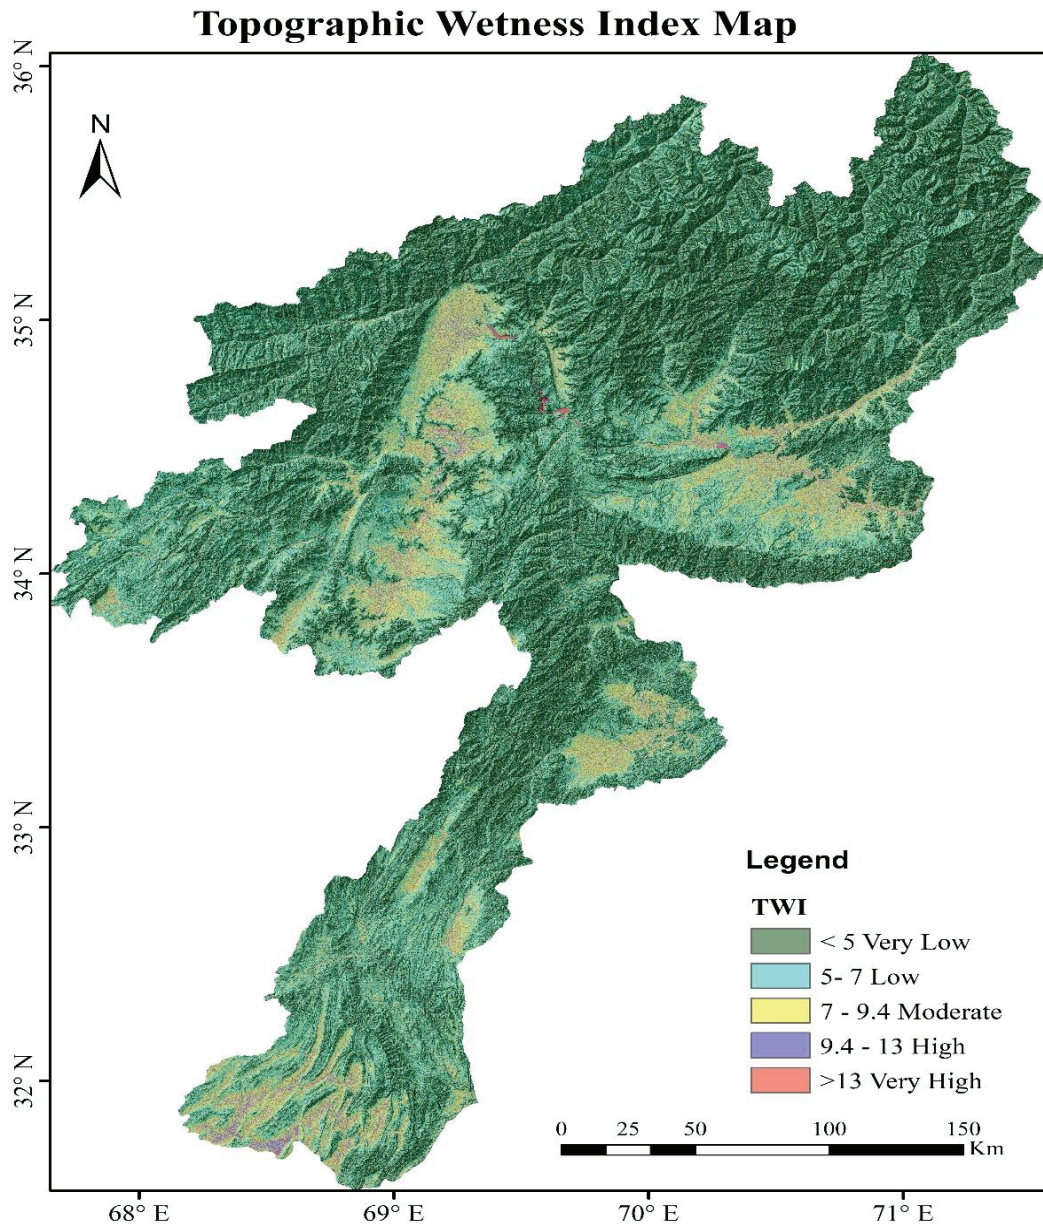 Topographic Wetness Index Map
36° N
N
35° N
34° N
33° N
32° N
Legend
TWI
< 5 Very Low
5- 7 Low
7 - 9.4 Moderate
9.4 - 13 High
>13 Very High
0 25 50 100 150
Km
68° E 69° E 70° E 71° E